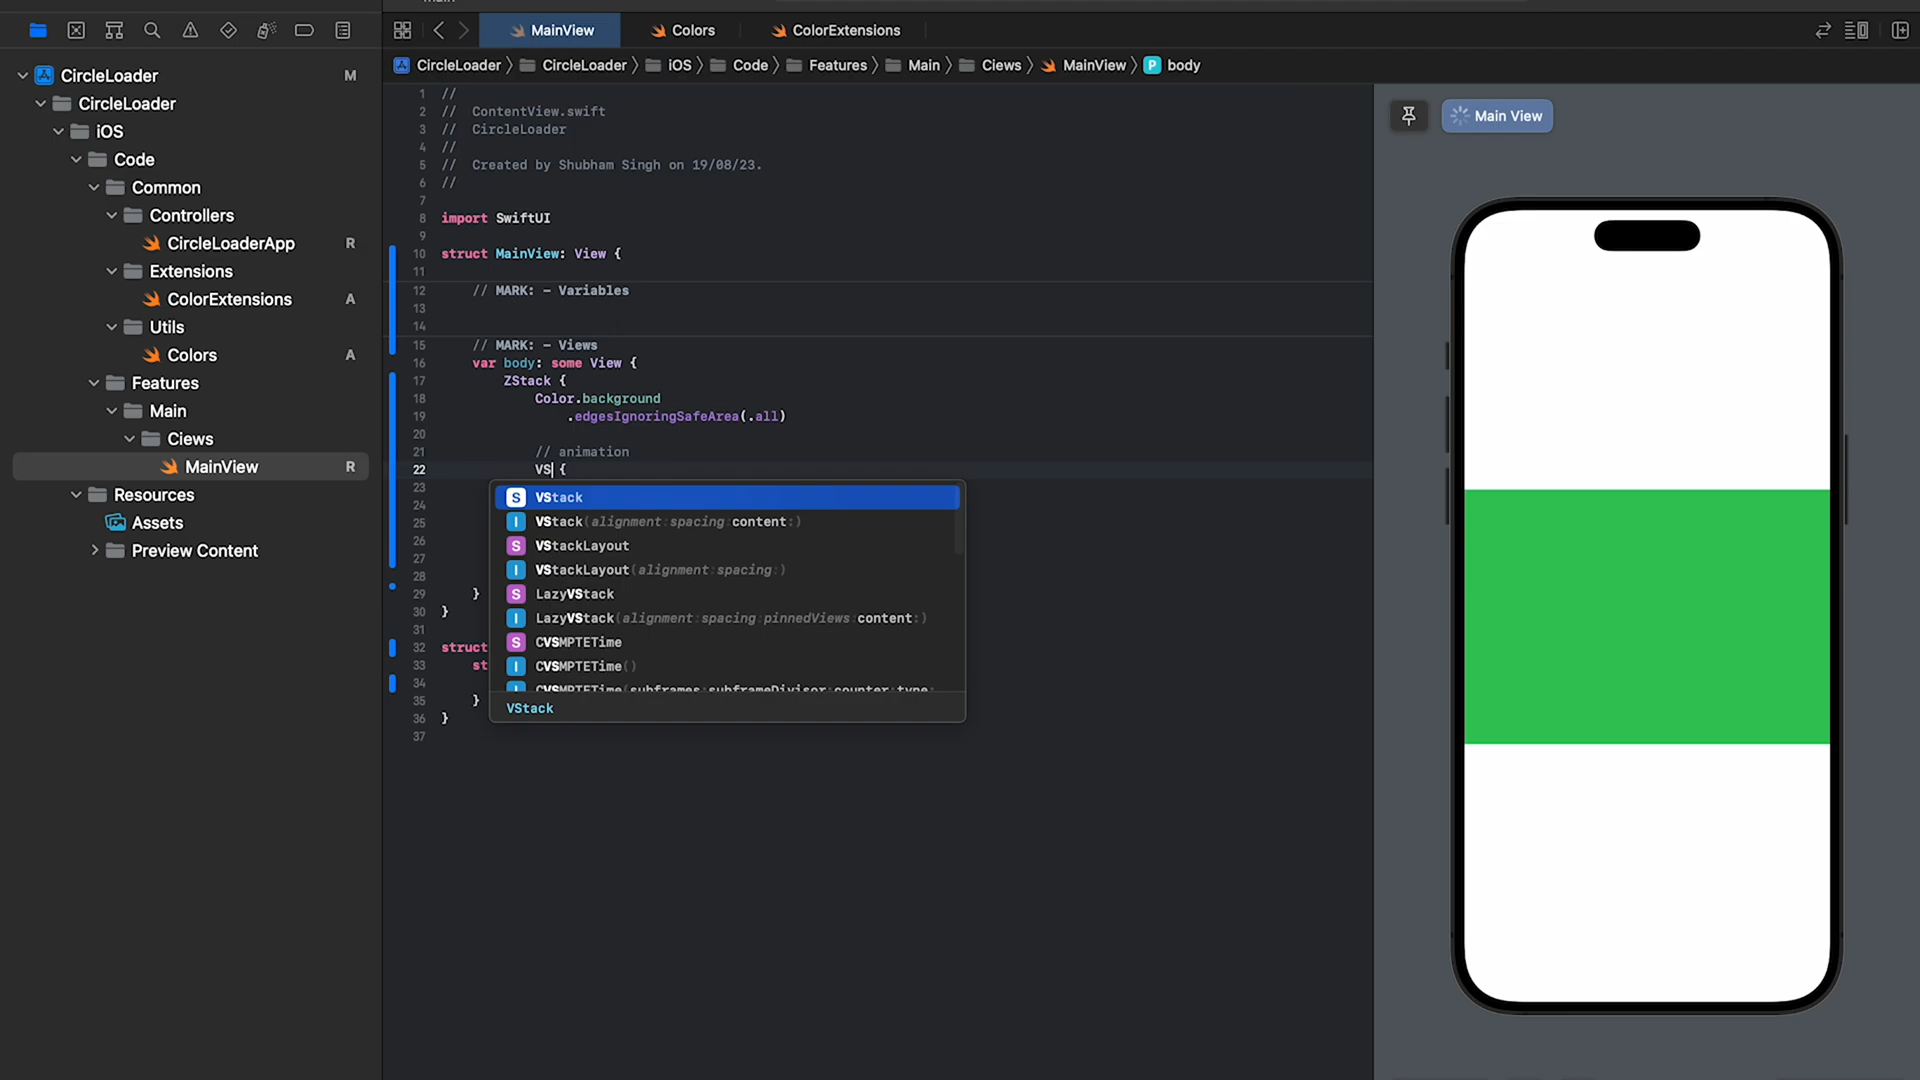 MainView
Colors
ColorExtensions
CircleLoader M
CircleLoader
iOS
Code
Common
Controllers
CircleLoaderApp R
Extensions
ColorExtensions A
Utils
Colors A
Features
Main
Ciews
MainView R
Resources
Assets
Preview Content
CircleLoader 〉 CircleLoader 〉 iOS 〉 Code 〉 Features 〉 Main 〉 Ciews 〉 MainView 〉 P body
1 //
2 // ContentView.swift
3 // CircleLoader
4 //
5 // Created by Shubham Singh on 19/08/23.
6 //
7
8 import SwiftUI
9
10 struct MainView: View {
11
12 // MARK: - Variables
13
14
15 // MARK: - Views
16 var body: some View {
17 ZStack {
18 Color.background
19 .edgesIgnoringSafeArea(.all)
20
21 // animation
22 VS {
23
24
25
26
27
28
29 }
30 }
31
32 struct
33 st
34
35 }
36 }
37
S VStack
I VStack(alignment:spacing:content:)
S VStackLayout
I VStackLayout(alignment:spacing:)
S LazyVStack
I LazyVStack(alignment:spacing:pinnedViews:content:)
S CVSMPTETime
I CVSMPTETime()
I CVSMPTETime(subframes:subframeDivisor:counter:type:
VStack
Main View